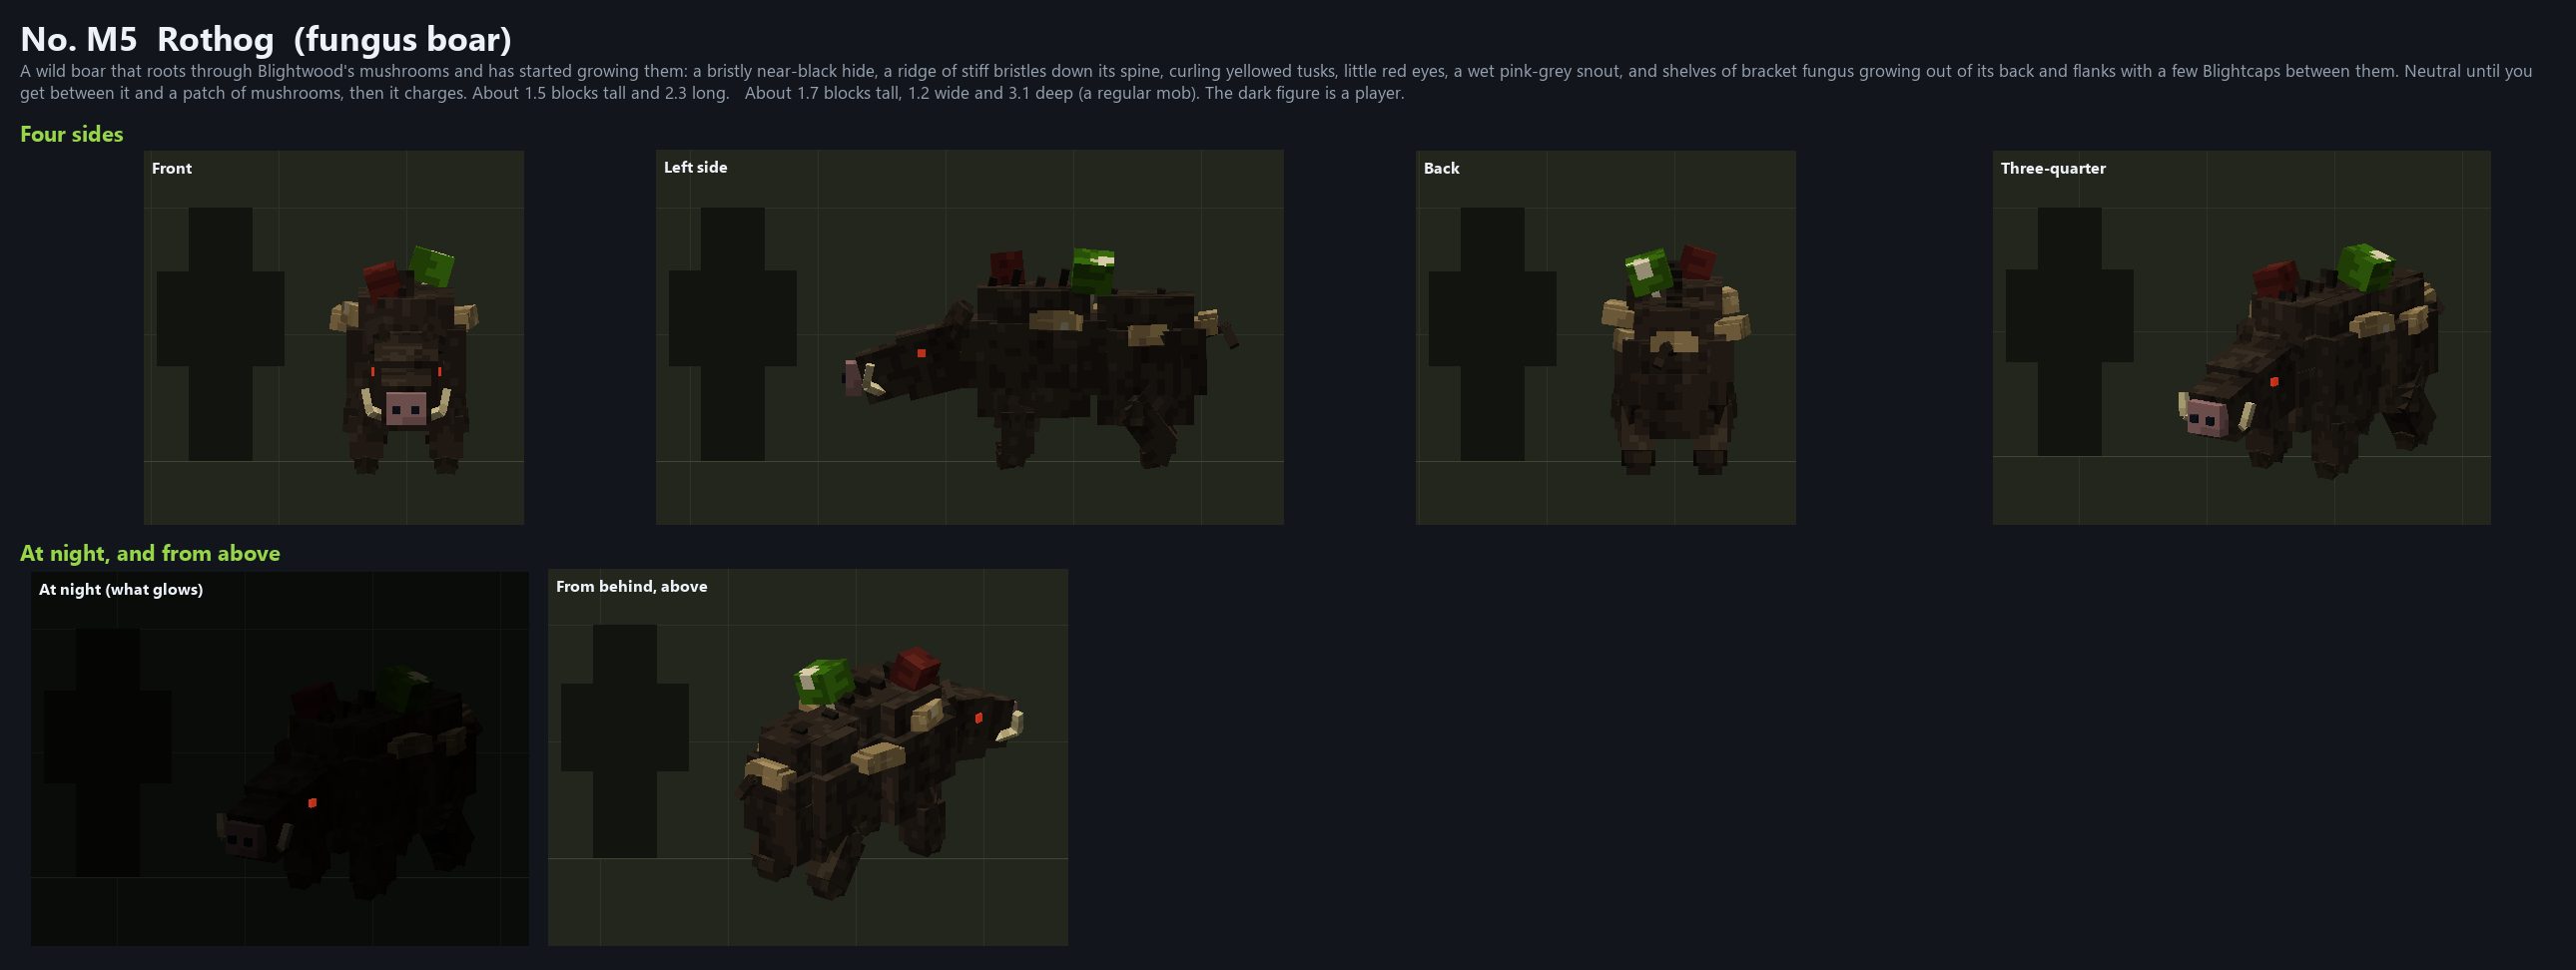 No. M5 Rothog (fungus boar)
A wild boar that roots through Blightwood's mushrooms and has started growing them: a bristly near-black hide, a ridge of stiff bristles down its spine, curling yellowed tusks, little red eyes, a wet pink-grey snout, and shelves of bracket fungus growing out of its back and flanks with a few Blightcaps between them. Neutral until you
get between it and a patch of mushrooms, then it charges. About 1.5 blocks tall and 2.3 long. About 1.7 blocks tall, 1.2 wide and 3.1 deep (a regular mob). The dark figure is a player.
Four sides
Front
Left side
Back
Three-quarter
At night, and from above
At night (what glows)
From behind, above